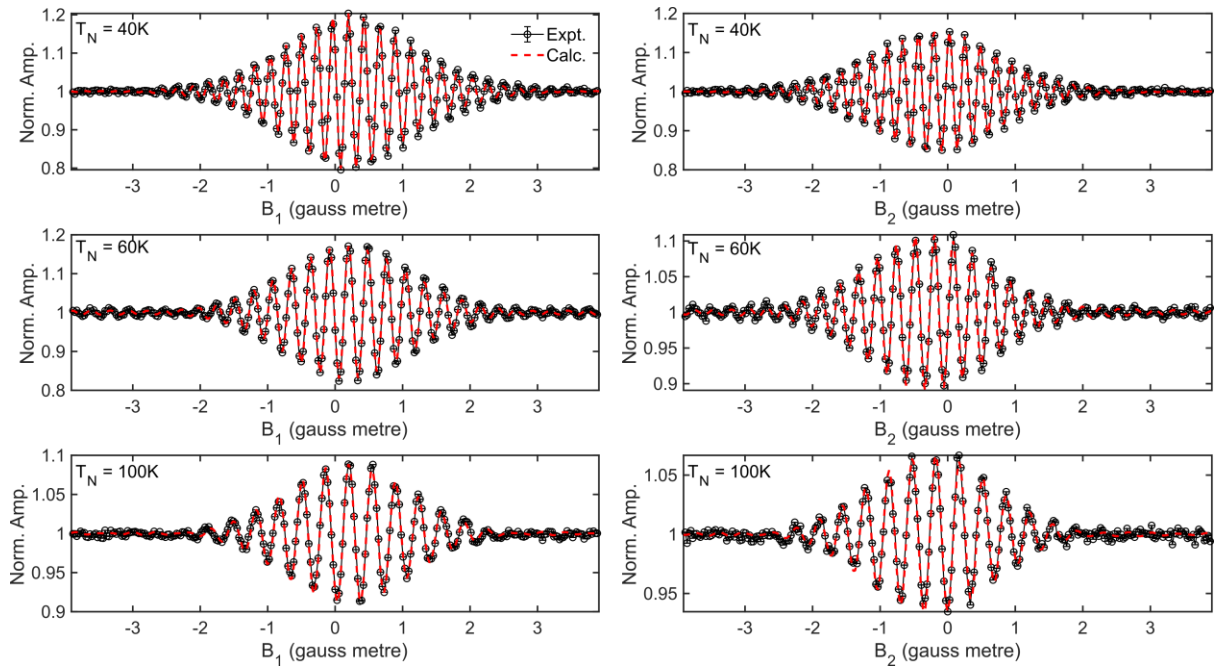 T_N = 40K
Expt.
Calc.
Norm. Amp.
1.2
1.1
1
0.9
0.8
-3 -2 -1 0 1 2 3
B_1 (gauss metre)
T_N = 40K
Norm. Amp.
1.2
1.1
1
0.9
0.8
-3 -2 -1 0 1 2 3
B_2 (gauss metre)
T_N = 60K
Norm. Amp.
1.2
1.1
1
0.9
0.8
-3 -2 -1 0 1 2 3
B_1 (gauss metre)
T_N = 60K
Norm. Amp.
1.1
1.05
1
0.95
0.9
-3 -2 -1 0 1 2 3
B_2 (gauss metre)
T_N = 100K
Norm. Amp.
1.1
1.05
1
0.95
0.9
-3 -2 -1 0 1 2 3
B_1 (gauss metre)
T_N = 100K
Norm. Amp.
1.05
1
0.95
-3 -2 -1 0 1 2 3
B_2 (gauss metre)